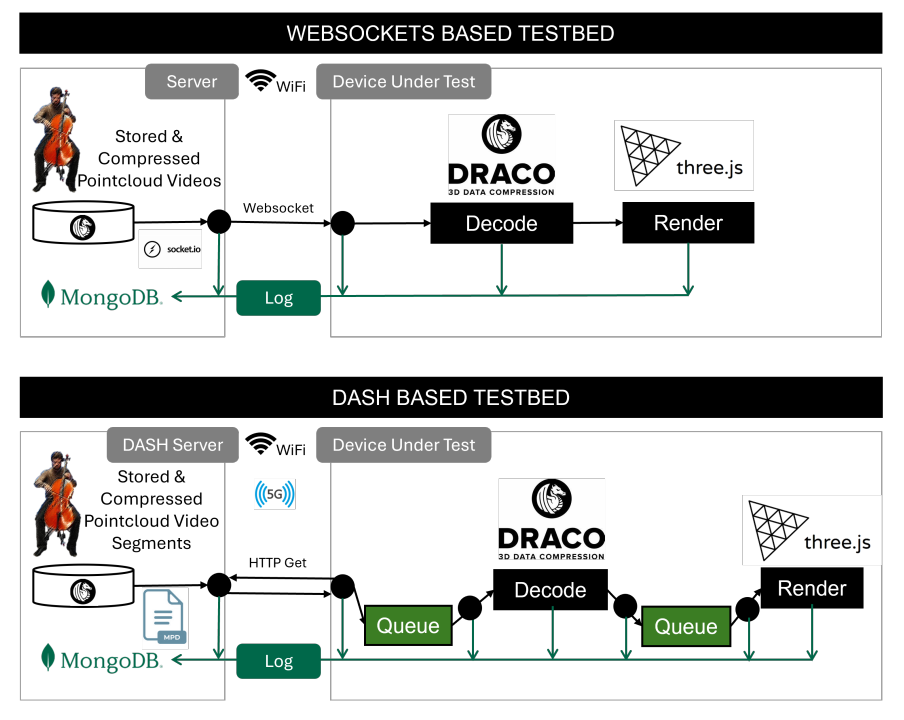 WEBSOCKETS BASED TESTBED
Server
WiFi
Device Under Test
Stored &
Compressed
Pointcloud Videos
DRACO
3D DATA COMPRESSION
three.js
Websocket
Decode
Render
socket.io
MongoDB.
Log
DASH BASED TESTBED
DASH Server
WiFi
Device Under Test
Stored &
Compressed
Pointcloud Video
Segments
5G
DRACO
3D DATA COMPRESSION
three.js
HTTP Get
Decode
Render
Queue
Queue
MPD
MongoDB.
Log